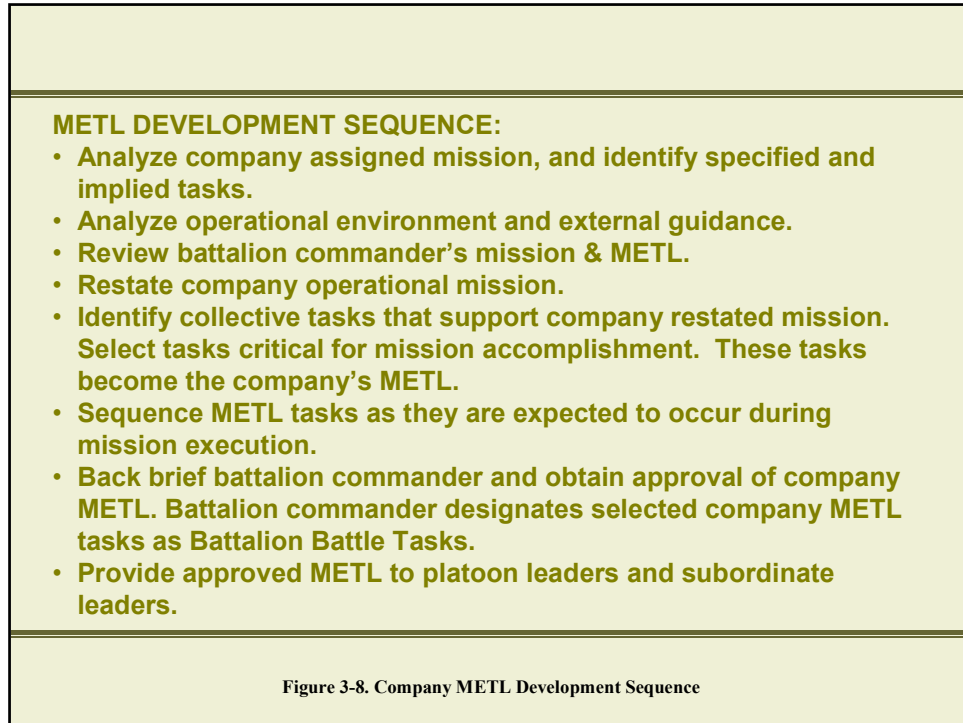 METL DEVELOPMENT SEQUENCE:
• Analyze company assigned mission, and identify specified and
implied tasks.
• Analyze operational environment and external guidance.
• Review battalion commander’s mission & METL.
• Restate company operational mission.
• Identify collective tasks that support company restated mission.
Select tasks critical for mission accomplishment.  These tasks
become the company’s METL.
• Sequence METL tasks as they are expected to occur during
mission execution.
• Back brief battalion commander and obtain approval of company
METL. Battalion commander designates selected company METL
tasks as Battalion Battle Tasks.
• Provide approved METL to platoon leaders and subordinate
leaders.
Figure 3-8. Company METL Development Sequence